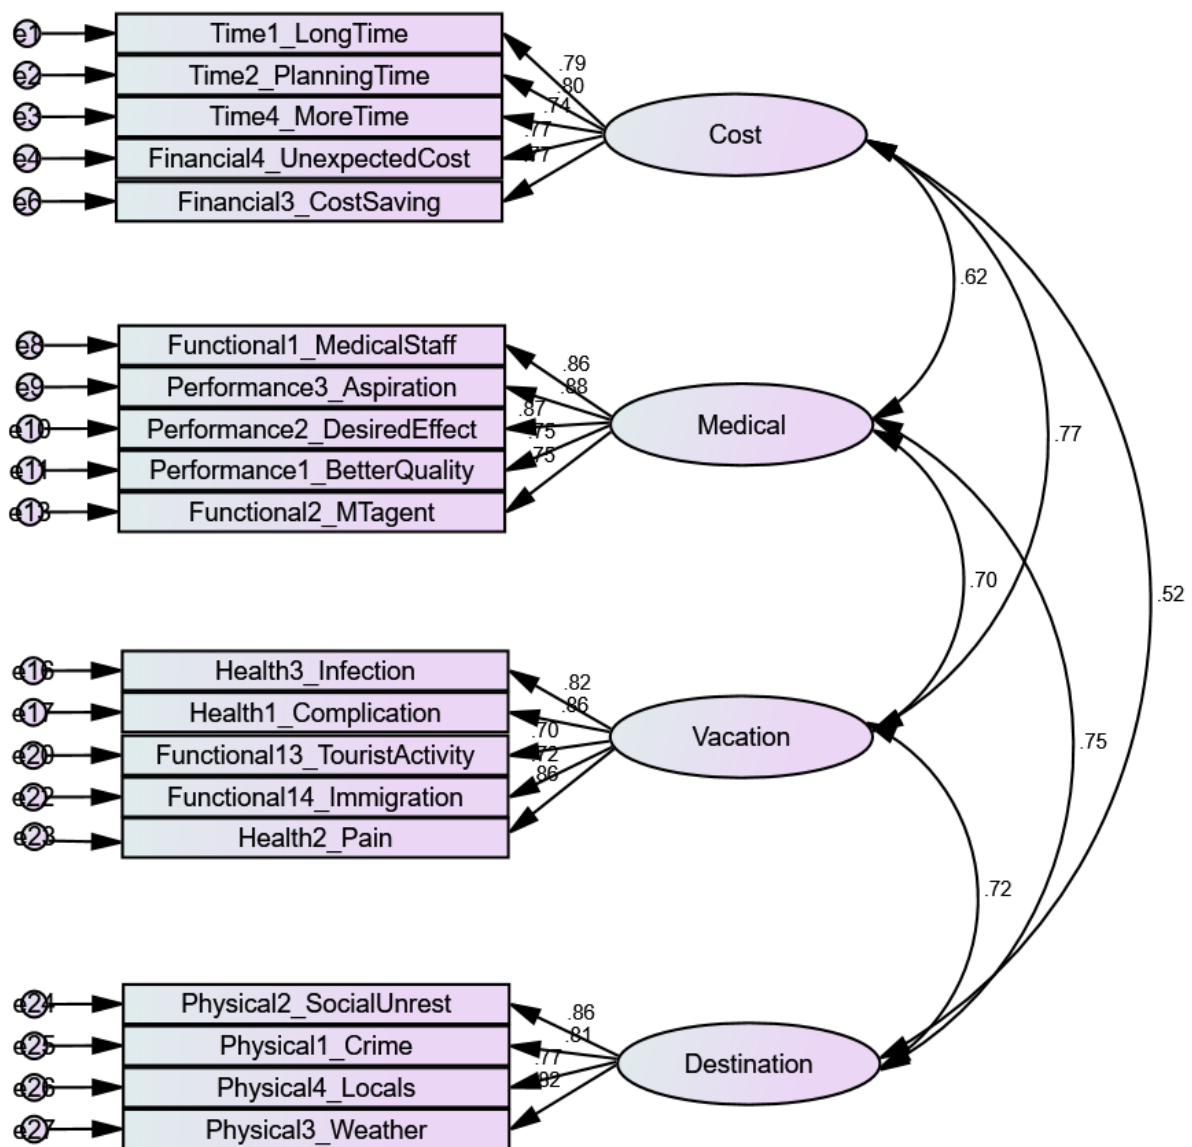 e1
Time1_LongTime
e2
Time2_PlanningTime
e3
Time4_MoreTime
e4
Financial4_UnexpectedCost
e6
Financial3_CostSaving
.79
.80
.74
.77
.77
Cost
.62
.77
.52
e8
Functional1_MedicalStaff
e9
Performance3_Aspiration
e10
Performance2_DesiredEffect
e11
Performance1_BetterQuality
e13
Functional2_MTagent
.86
.88
.87
.75
.75
Medical
.70
.75
e16
Health3_Infection
e17
Health1_Complication
e20
Functional13_TouristActivity
e22
Functional14_Immigration
e23
Health2_Pain
.82
.86
.70
.72
.86
Vacation
.72
e24
Physical2_SocialUnrest
e25
Physical1_Crime
e26
Physical4_Locals
e27
Physical3_Weather
.86
.81
.77
Destination